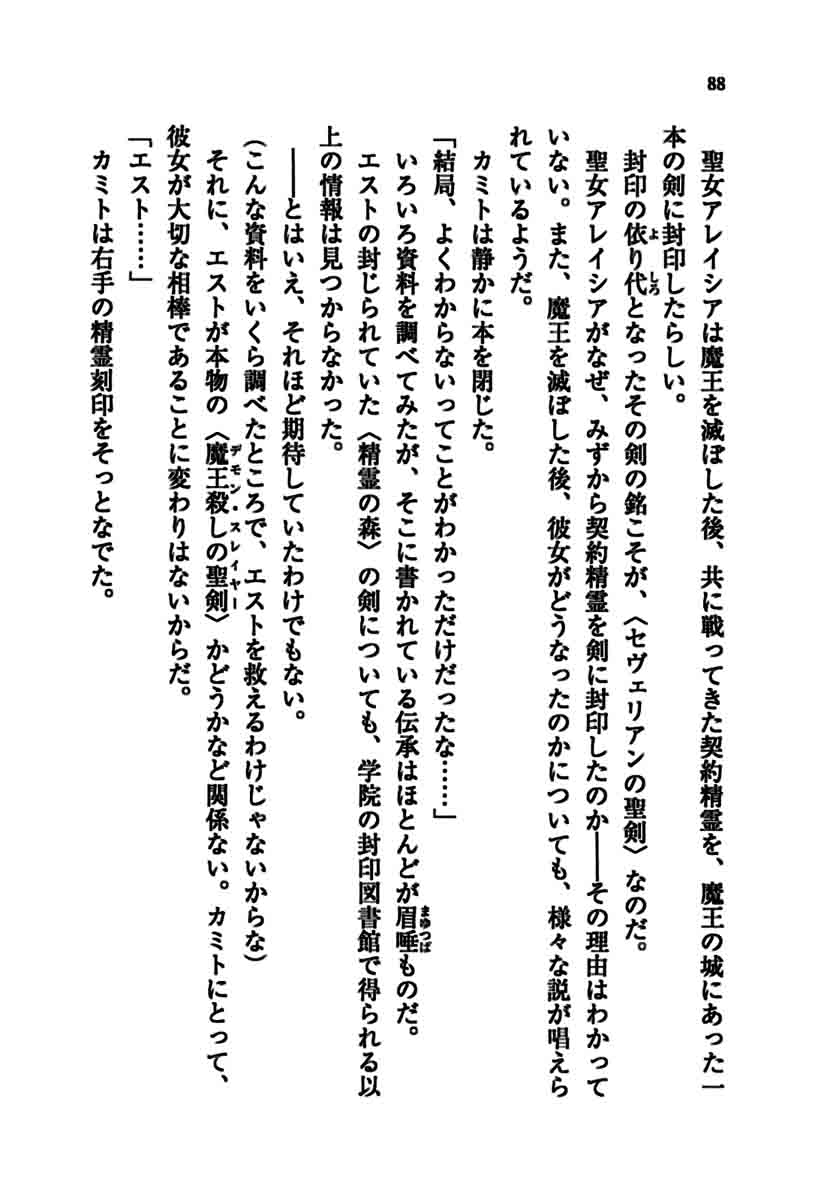 88
聖女アレイシアは魔王を滅ぼした後、共に戦ってきた契約精霊を、魔王の城にあった一
本の剣に封印したらしい。
封印の依り代となったその剣の銘こそが、〈セヴェリアンの聖剣〉なのだ。
よ しろ
聖女アレイシアがなぜ、みずから契約精霊を剣に封印したのか――その理由はわかって
いない。また、魔王を滅ぼした後、彼女がどうなったのかについても、様々な説が唱えら
れているようだ。
カミトは静かに本を閉じた。
「結局、よくわからないってことがわかっただけだったな……」
いろいろ資料を調べてみたが、そこに書かれている伝承はほとんどが眉唾ものだ。
まゆつば
エストの封じられていた〈精霊の森〉の剣についても、学院の封印図書館で得られる以
上の情報は見つからなかった。
――とはいえ、それほど期待していたわけでもない。
(こんな資料をいくら調べたところで、エストを救えるわけじゃないからな)
それに、エストが本物の〈魔王殺しの聖剣〉かどうかなど関係ない。カミトにとって、
デモン・スレイヤー
彼女が大切な相棒であることに変わりはないからだ。
「エスト……」
カミトは右手の精霊刻印をそっとなでた。